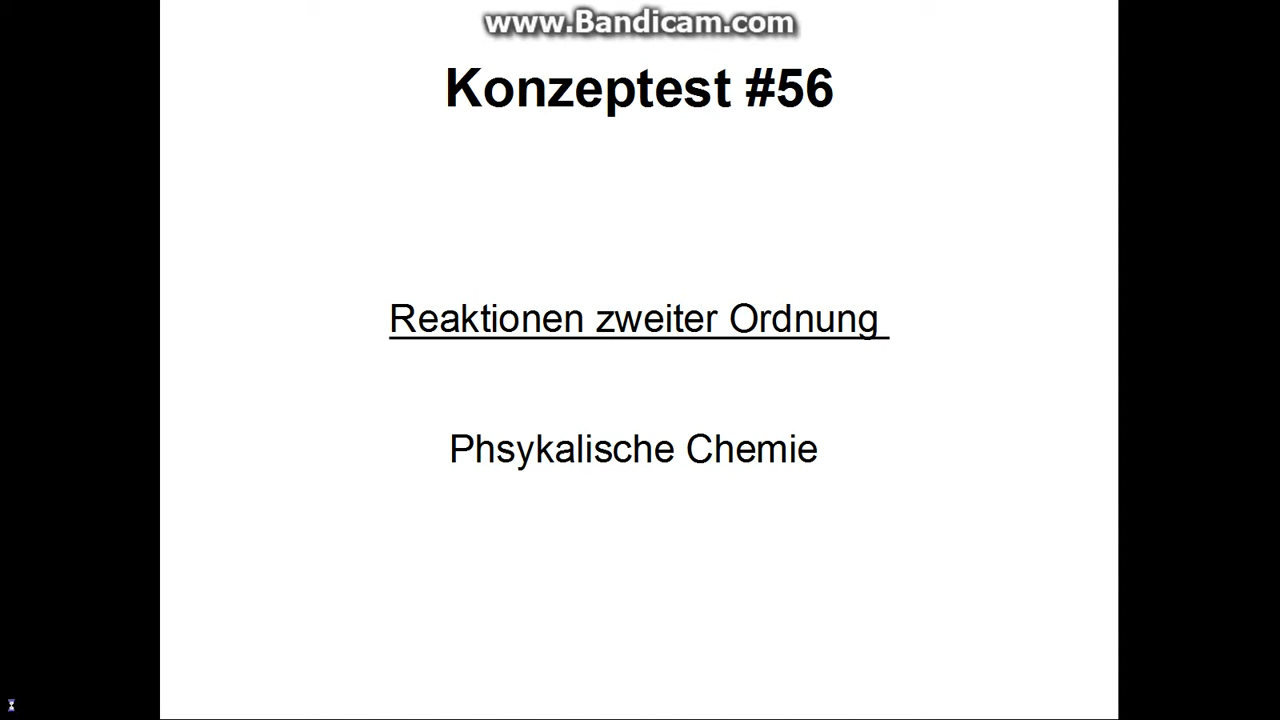 www.Bandicam.com
Konzeptest #56
Reaktionen zweiter Ordnung
Phsykalische Chemie